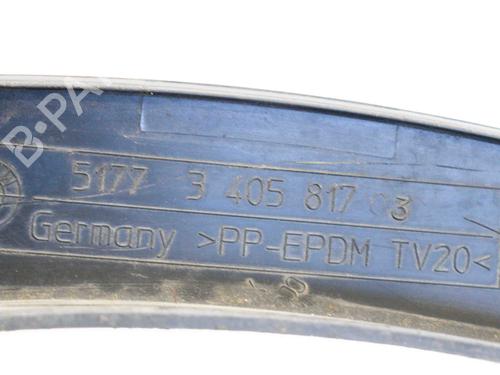 B-PA
5177 3 405 817 03
Germany >PP-EPDM TV20<